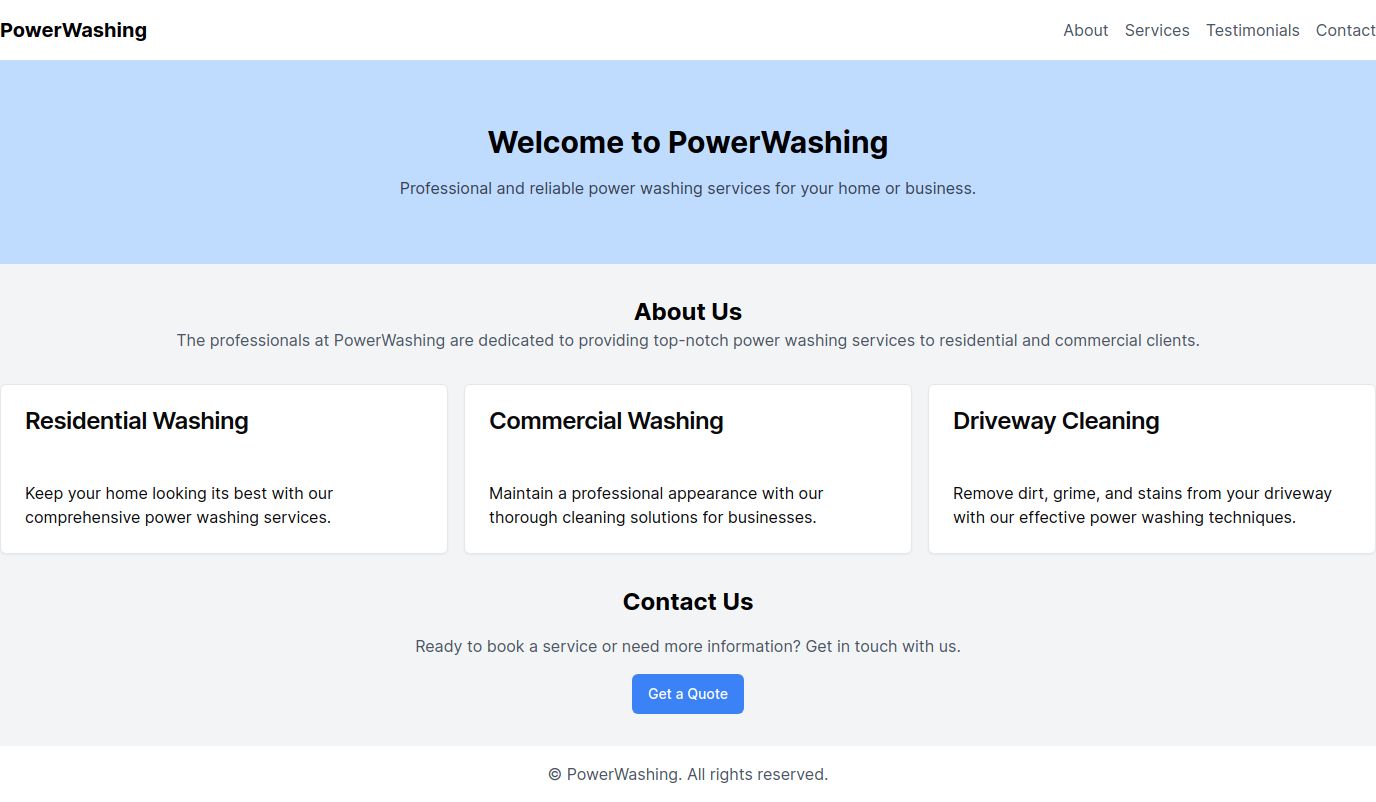 PowerWashing
About Services Testimonials Contact
Welcome to PowerWashing
Professional and reliable power washing services for your home or business.
About Us
The professionals at PowerWashing are dedicated to providing top-notch power washing services to residential and commercial clients.
Residential Washing
Keep your home looking its best with our
comprehensive power washing services.
Commercial Washing
Maintain a professional appearance with our
thorough cleaning solutions for businesses.
Driveway Cleaning
Remove dirt, grime, and stains from your driveway
with our effective power washing techniques.
Contact Us
Ready to book a service or need more information? Get in touch with us.
Get a Quote
© PowerWashing. All rights reserved.